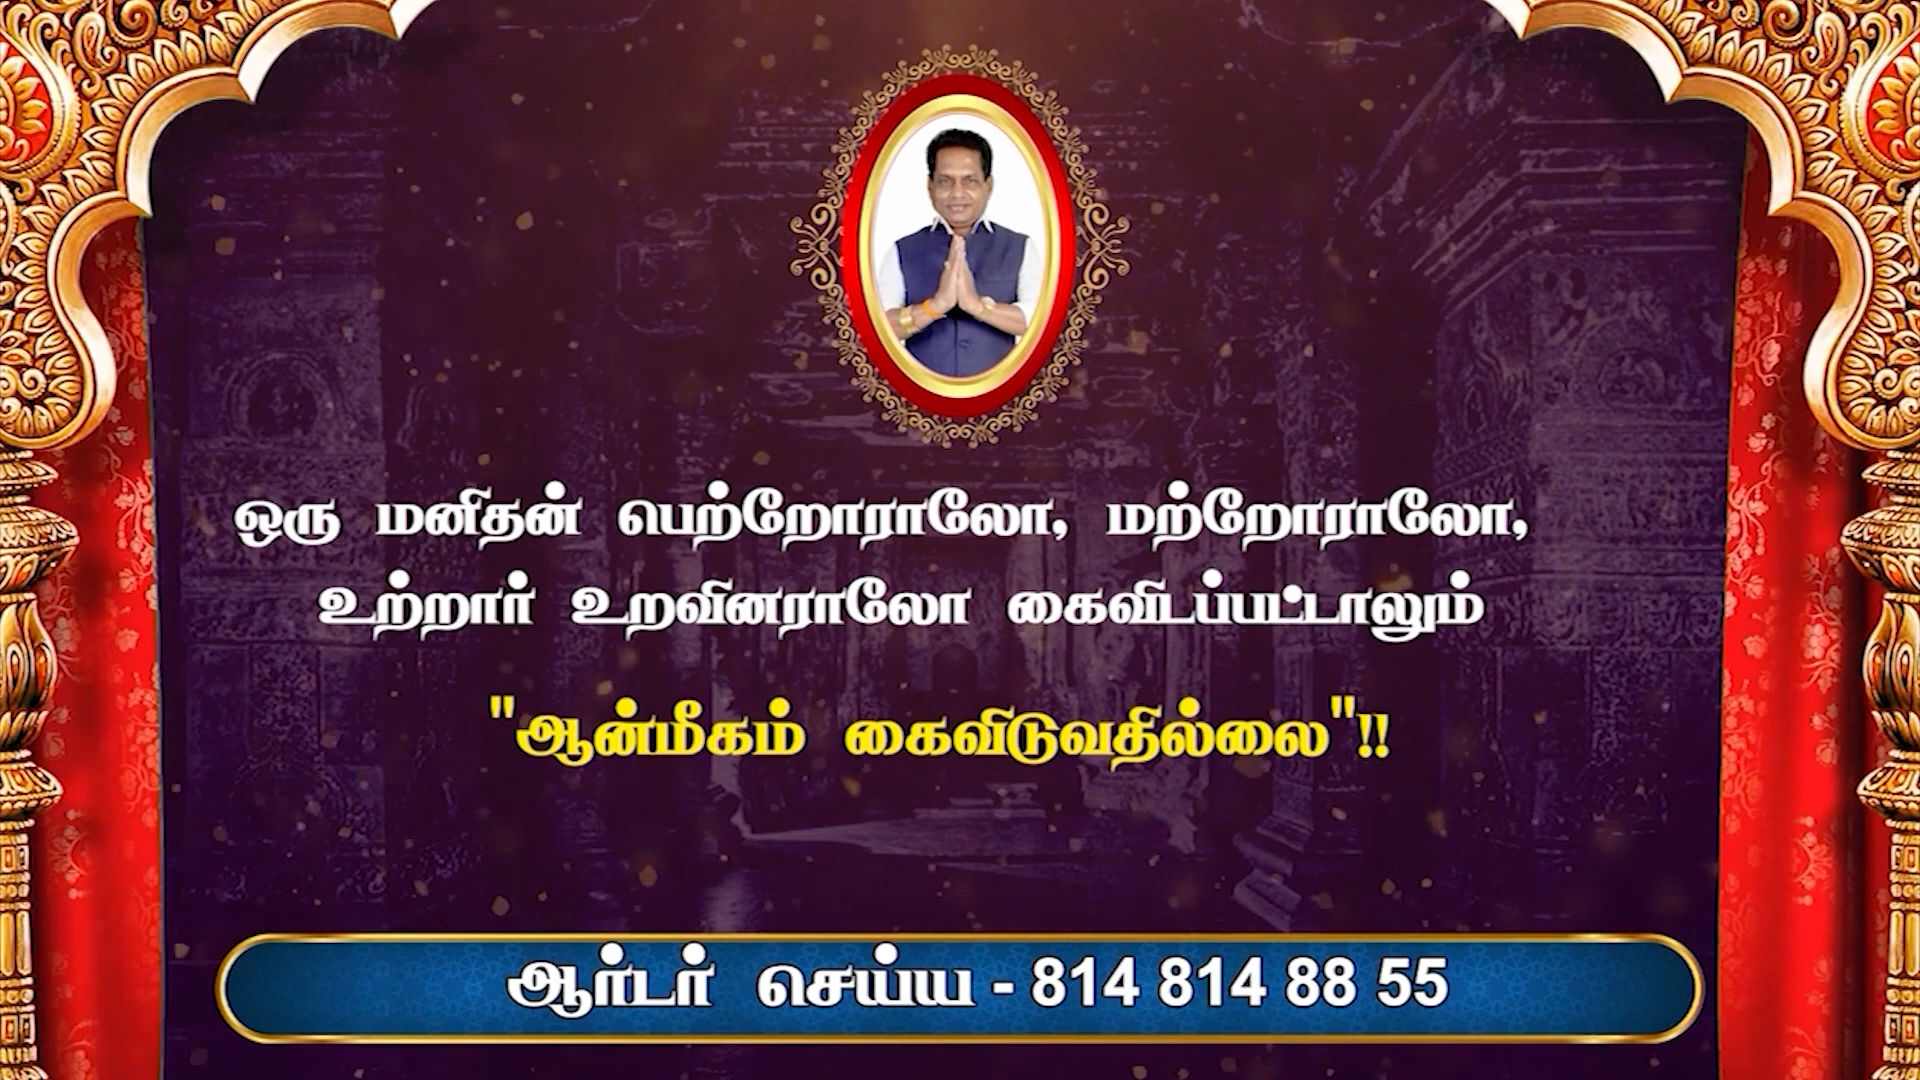 ஒரு மனிதன் பெற்றோராலோ, மற்றோராலோ,
உற்றார் உறவினராலோ கைவிடப்பட்டாலும்
"ஆன்மீகம் கைவிடுவதில்லை"!!
ஆர்டர் செய்ய - 814 814 88 55